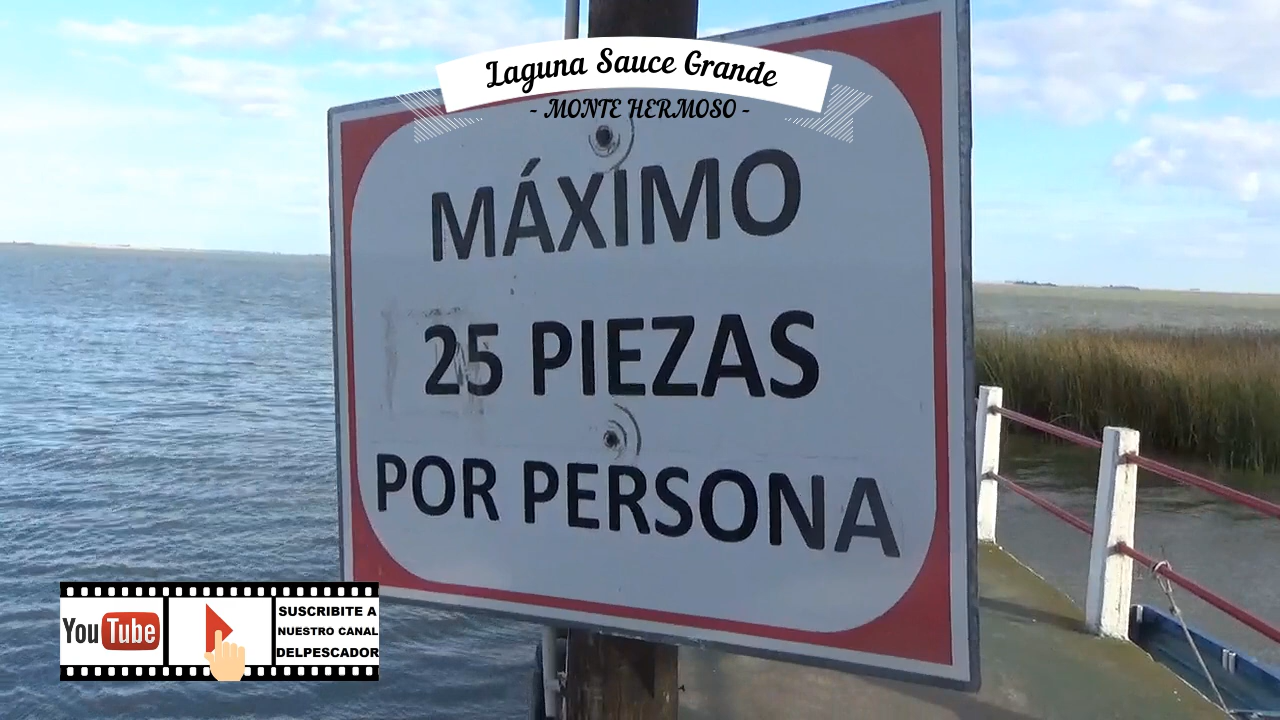 Laguna Sauce Grande
- MONTE HERMOSO -
MÁXIMO
25 PIEZAS
POR PERSONA
YouTube
SUSCRIBITE A
NUESTRO CANAL
DELPESCADOR